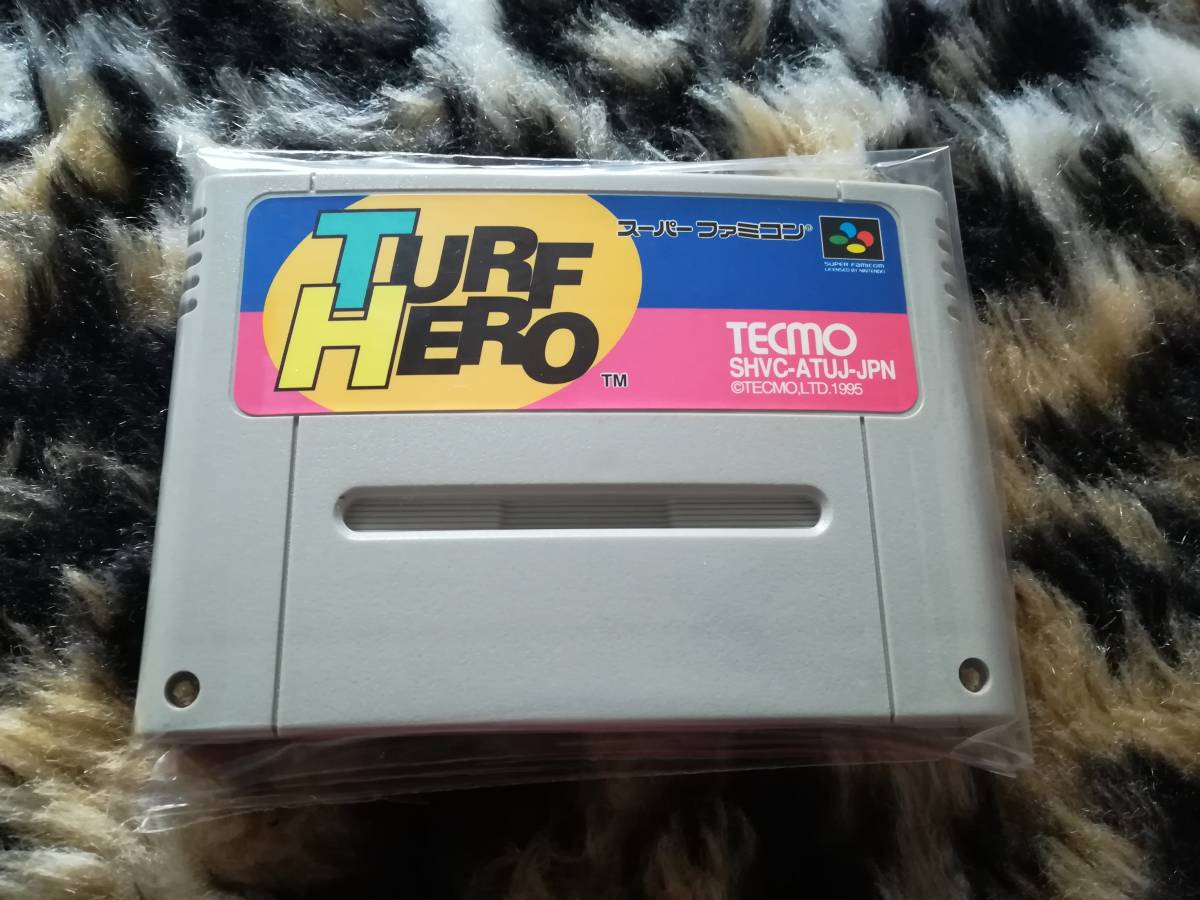 TURF
HERO
TM
スーパーファミコン®
SUPER FAMICOM
LICENSED BY NINTENDO
TECMO
SHVC-ATUJ-JPN
©TECMO,LTD.1995